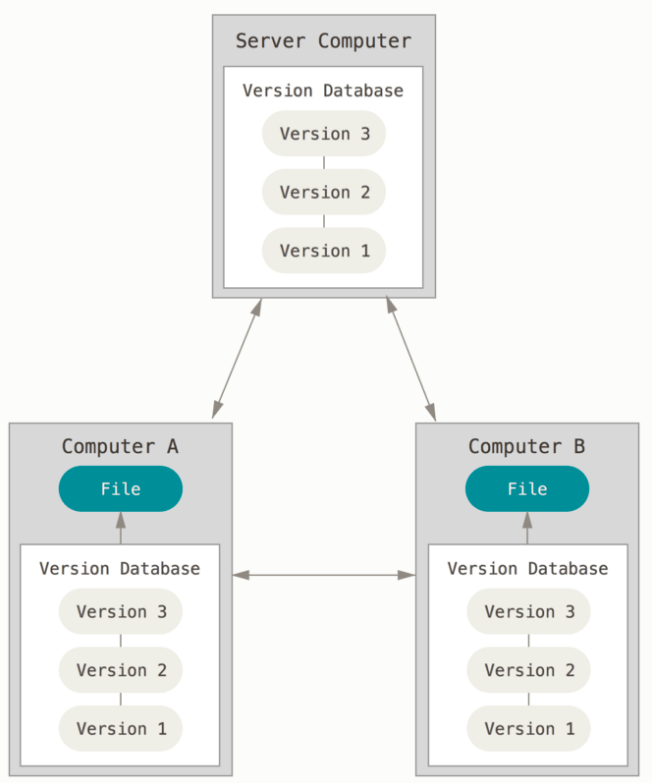 Server Computer
Version Database
Version 3
Version 2
Version 1
Computer A
File
Version Database
Version 3
Version 2
Version 1
Computer B
File
Version Database
Version 3
Version 2
Version 1